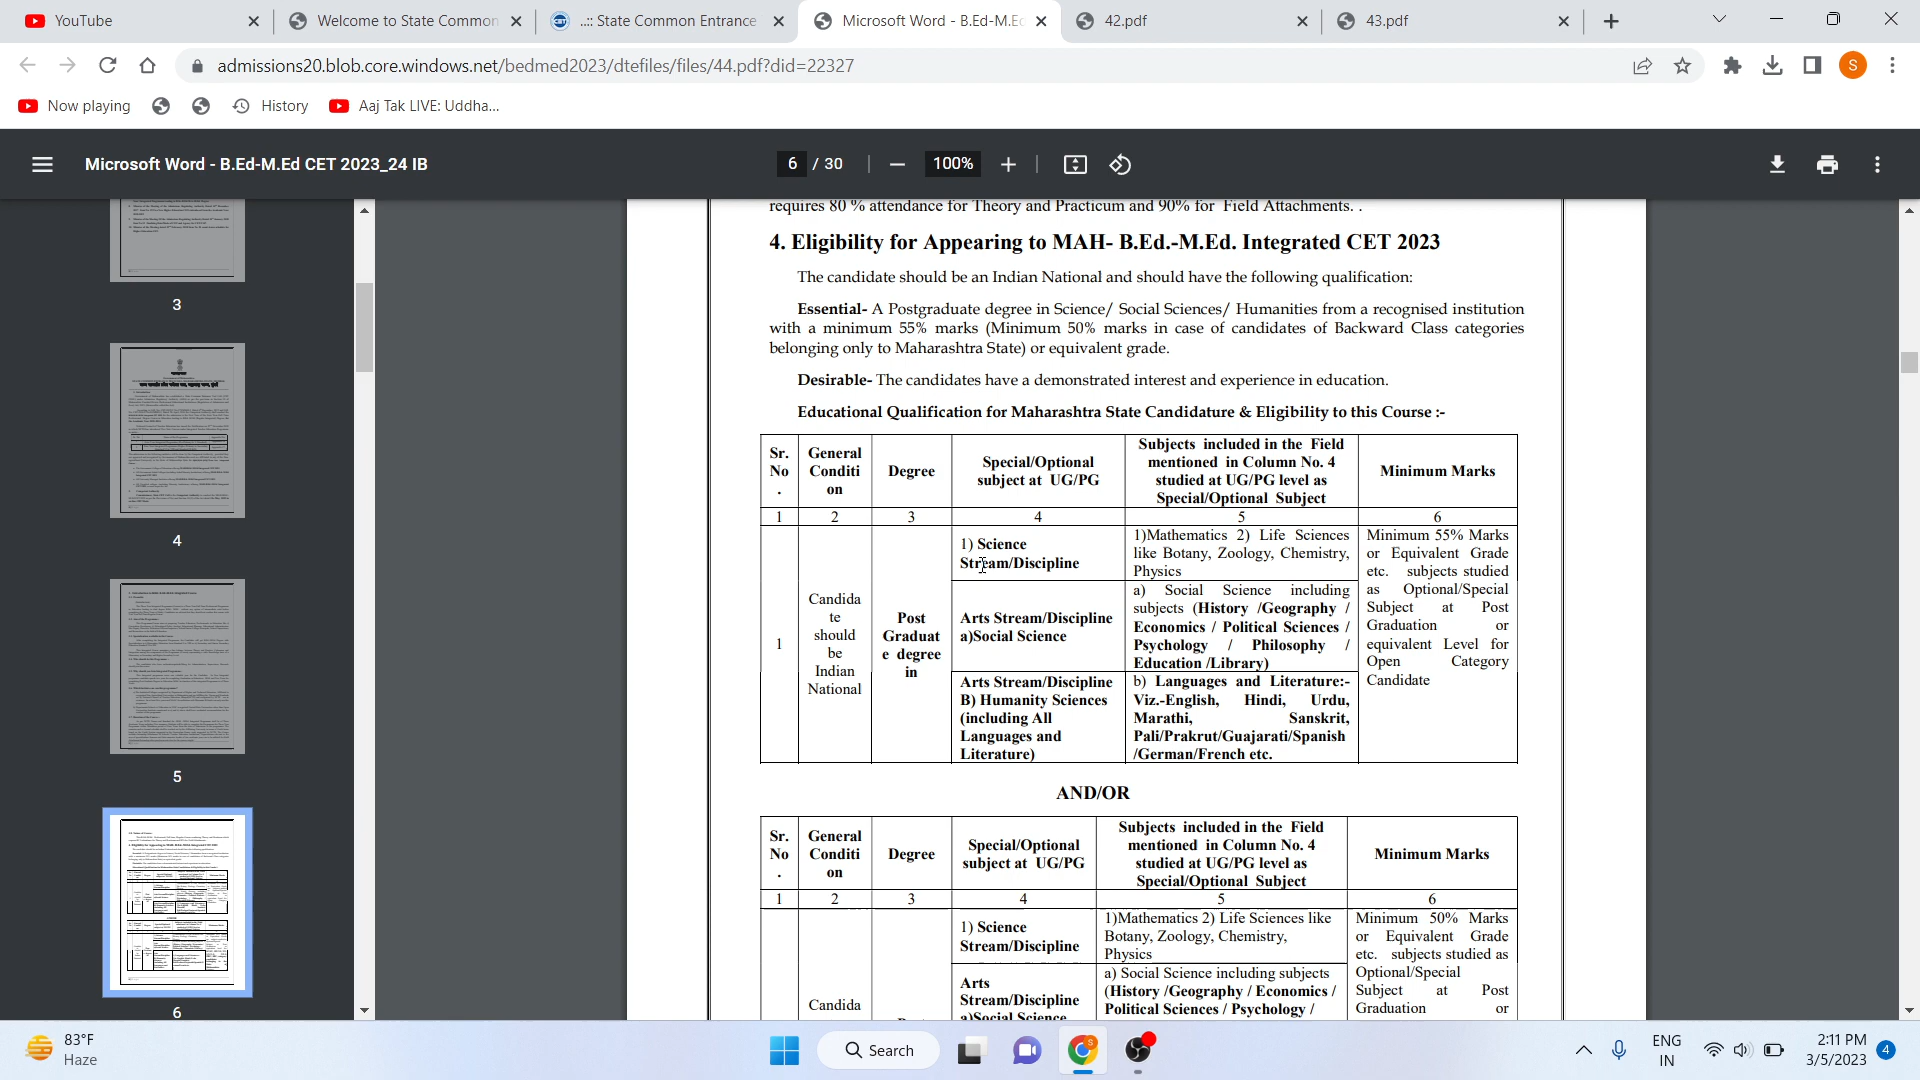 YouTube
Welcome to State Common
..:: State Common Entrance
Microsoft Word - B.Ed-M.Ec
42.pdf
43.pdf
admissions20.blob.core.windows.net/bedmed2023/dtefiles/files/44.pdf?did=22327
S
Now playing
History
Aaj Tak LIVE: Uddha...
Microsoft Word - B.Ed-M.Ed CET 2023_24 IB
6 / 30
100%
3
4
5
6
requires 80 % attendance for Theory and Practicum and 90% for Field Attachments. .
4. Eligibility for Appearing to MAH- B.Ed.-M.Ed. Integrated CET 2023
The candidate should be an Indian National and should have the following qualification:
Essential- A Postgraduate degree in Science/ Social Sciences/ Humanities from a recognised institution
with a minimum 55% marks (Minimum 50% marks in case of candidates of Backward Class categories
belonging only to Maharashtra State) or equivalent grade.
Desirable- The candidates have a demonstrated interest and experience in education.
Educational Qualification for Maharashtra State Candidature & Eligibility to this Course :-
Sr.
No
.
General
Conditi
on
Degree
Special/Optional
subject at UG/PG
Subjects included in the Field
mentioned in Column No. 4
studied at UG/PG level as
Special/Optional Subject
Minimum Marks
1
2
3
4
5
6
1
Candida
te
should
be
Indian
National
Post
Graduat
e degree
in
1) Science
Stream/Discipline
1)Mathematics 2) Life Sciences
like Botany, Zoology, Chemistry,
Physics
Arts Stream/Discipline
a)Social Science
a) Social Science including
subjects (History /Geography /
Economics / Political Sciences /
Psychology / Philosophy /
Education /Library)
Arts Stream/Discipline
B) Humanity Sciences
(including All
Languages and
Literature)
b) Languages and Literature:-
Viz.-English, Hindi, Urdu,
Marathi, Sanskrit,
Pali/Prakrut/Guajarati/Spanish
/German/French etc.
Minimum 55% Marks
or Equivalent Grade
etc. subjects studied
as Optional/Special
Subject at Post
Graduation or
equivalent Level for
Open Category
Candidate
AND/OR
Sr.
No
.
General
Conditi
on
Degree
Special/Optional
subject at UG/PG
Subjects included in the Field
mentioned in Column No. 4
studied at UG/PG level as
Special/Optional Subject
Minimum Marks
1
2
3
4
5
6
Candida
1) Science
Stream/Discipline
1)Mathematics 2) Life Sciences like
Botany, Zoology, Chemistry,
Physics
Arts
Stream/Discipline
a)Social Science
a) Social Science including subjects
(History /Geography / Economics /
Political Sciences / Psychology /
Minimum 50% Marks
or Equivalent Grade
etc. subjects studied as
Optional/Special
Subject at Post
Graduation or
83°F
Haze
Search
ENG
IN
2:11 PM
3/5/2023
4